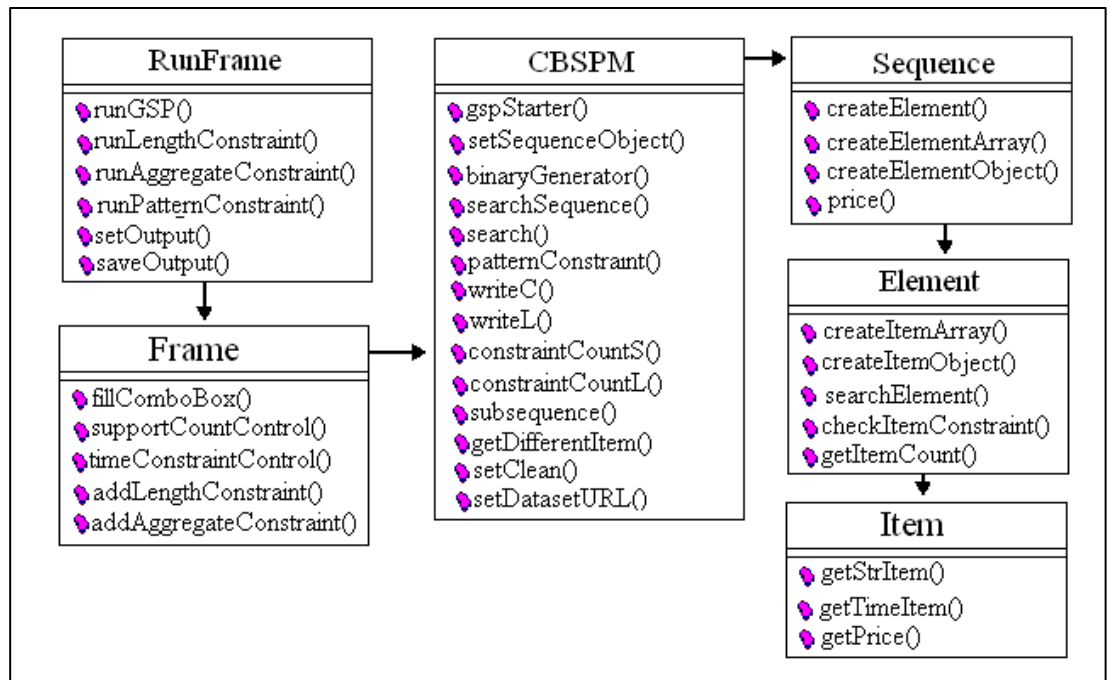 RunFrame
runGSP()
runLengthConstraint()
runAggregateConstraint()
runPatternConstraint()
setOutput()
saveOutput()
Frame
fillComboBox()
supportCountControl()
timeConstraintControl()
addLengthConstraint()
addAggregateConstraint()
CBSPM
gspStarter()
setSequenceObject()
binaryGenerator()
searchSequence()
search()
patternConstraint()
writeC()
writeL()
constraintCountS()
constraintCountL()
subsequence()
getDifferentItem()
setClean()
setDatasetURL()
Sequence
createElement()
createElementArray()
createElementObject()
price()
Element
createItemArray()
createItemObject()
searchElement()
checkItemConstraint()
getItemCount()
Item
getStrItem()
getTimeItem()
getPrice()